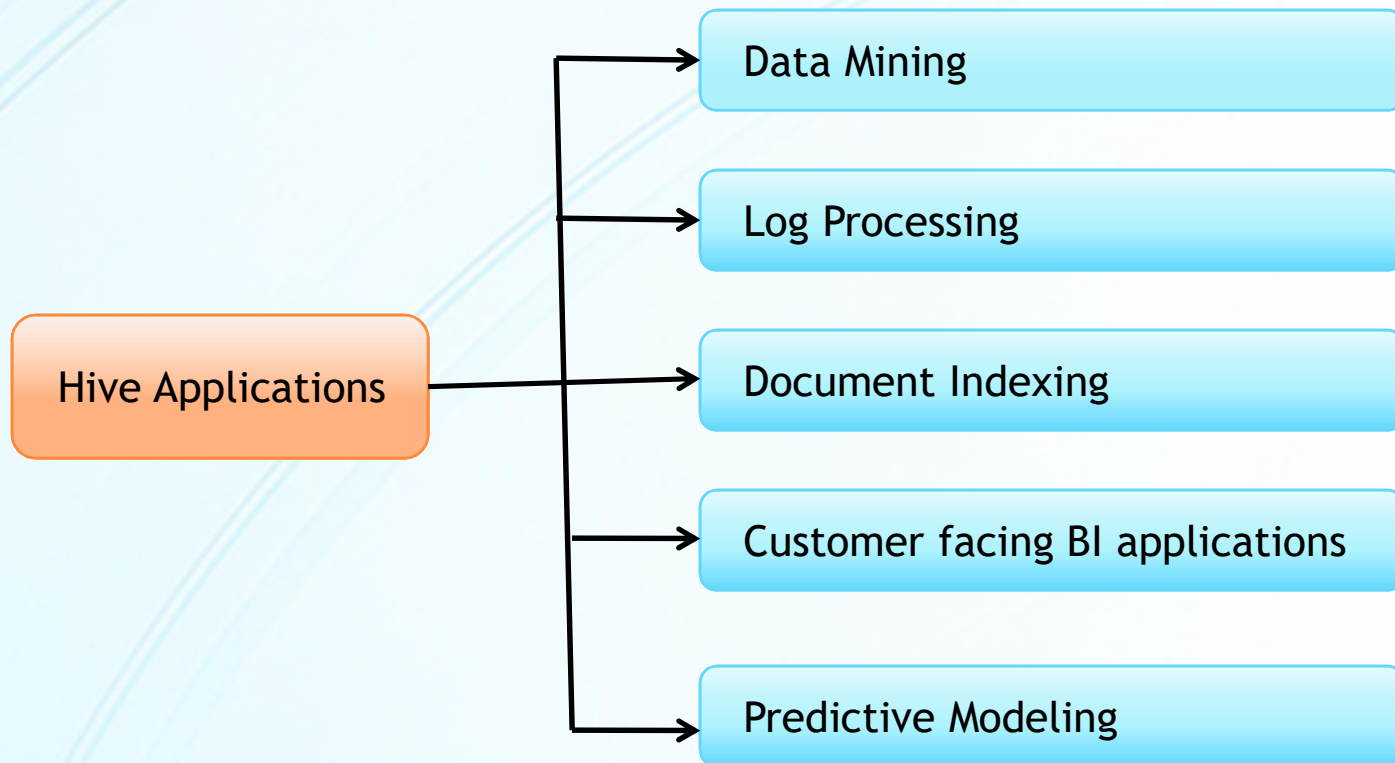 Data Mining
Log Processing
Hive Applications
Document Indexing
Customer facing BI applications
Predictive Modeling